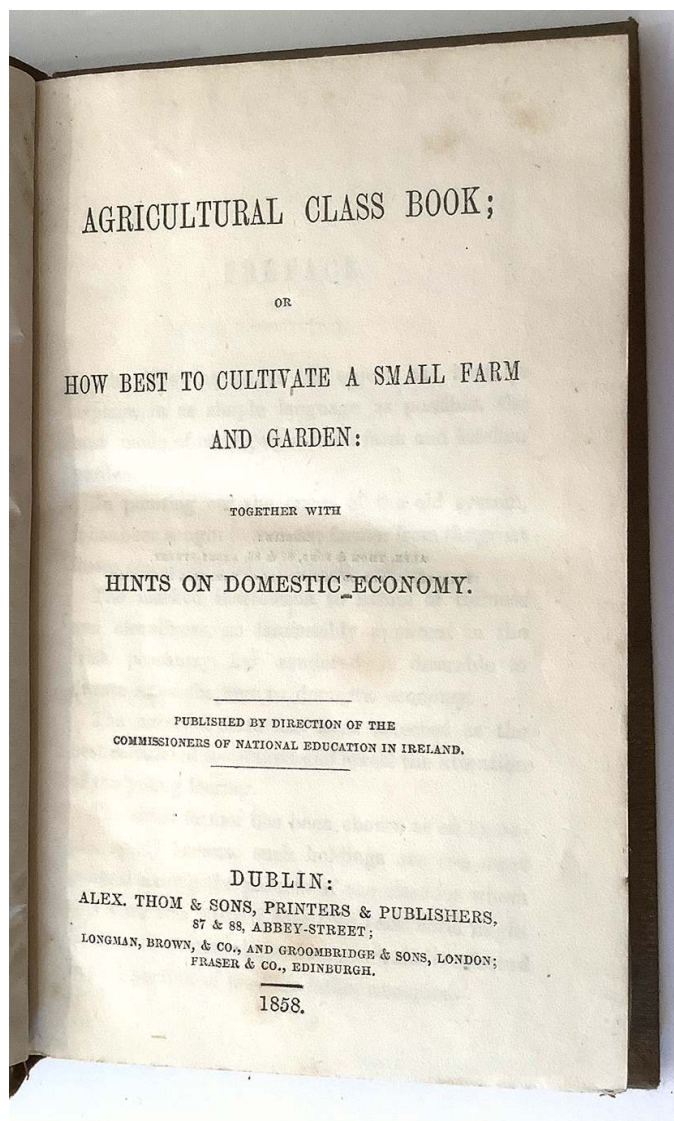 AGRICULTURAL CLASS BOOK;
OR
HOW BEST TO CULTIVATE A SMALL FARM
AND GARDEN:
TOGETHER WITH
HINTS ON DOMESTIC ECONOMY.
PUBLISHED BY DIRECTION OF THE
COMMISSIONERS OF NATIONAL EDUCATION IN IRELAND.
DUBLIN:
ALEX. THOM & SONS, PRINTERS & PUBLISHERS,
87 & 88, ABBEY-STREET;
LONGMAN, BROWN, & CO., AND GROOMBRIDGE & SONS, LONDON;
FRASER & CO., EDINBURGH.
1858.